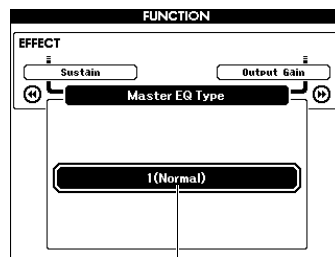 FUNCTION
EFFECT
Sustain
Output Gain
Master EQ Type
1(Normal)